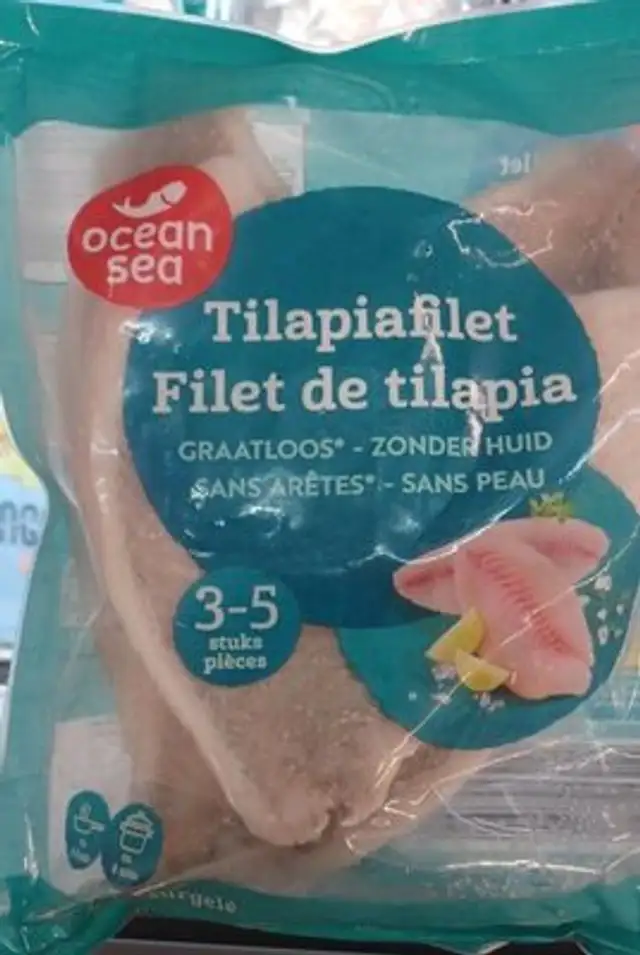 ocean
sea
Tilapiafilet
Filet de tilapia
GRAATLOOS* - ZONDER HUID
SANS ARÊTES* - SANS PEAU
3-5
stuks
pièces